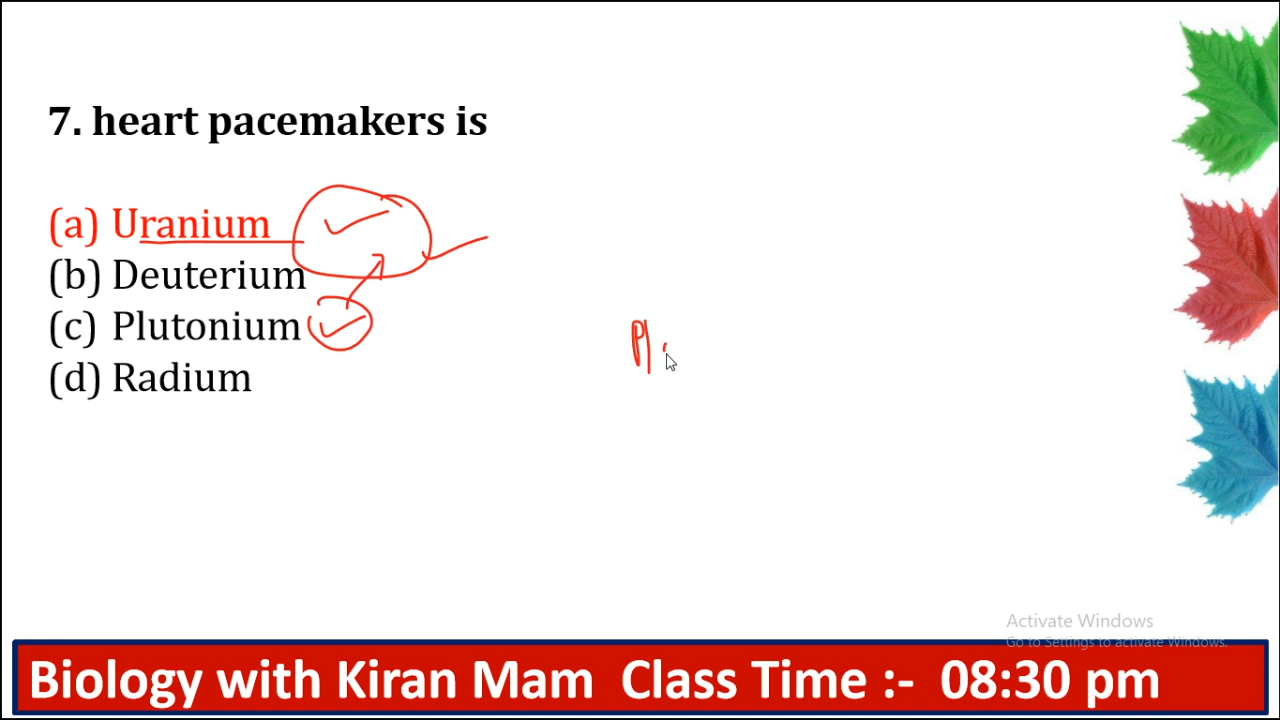 7. heart pacemakers is
(a) Uranium
(b) Deuterium
(c) Plutonium
(d) Radium
Pl
Activate Windows
Go to Settings to activate Windows.
Biology with Kiran Mam Class Time :- 08:30 pm